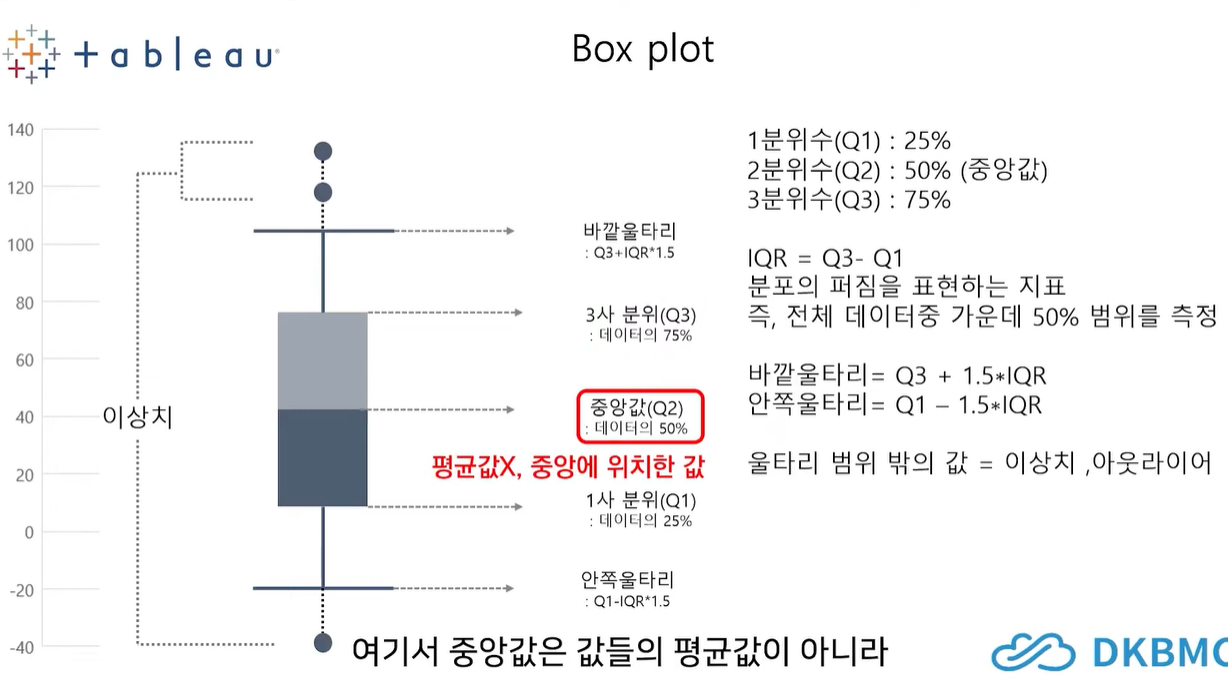 + a b l e a u
Box plot
140
120
100
80
60
40
20
0
-20
-40
이상치
바깥울타리
: Q3+IQR*1.5
3사 분위(Q3)
: 데이터의 75%
중앙값(Q2)
: 데이터의 50%
평균값X, 중앙에 위치한 값
1사 분위(Q1)
: 데이터의 25%
안쪽울타리
: Q1-IQR*1.5
1분위수(Q1) : 25%
2분위수(Q2) : 50% (중앙값)
3분위수(Q3) : 75%
IQR = Q3- Q1
분포의 퍼짐을 표현하는 지표
즉, 전체 데이터중 가운데 50% 범위를 측정
바깥울타리= Q3 + 1.5*IQR
안쪽울타리= Q1 – 1.5*IQR
울타리 범위 밖의 값 = 이상치 ,아웃라이어
여기서 중앙값은 값들의 평균값이 아니라
DKBMC